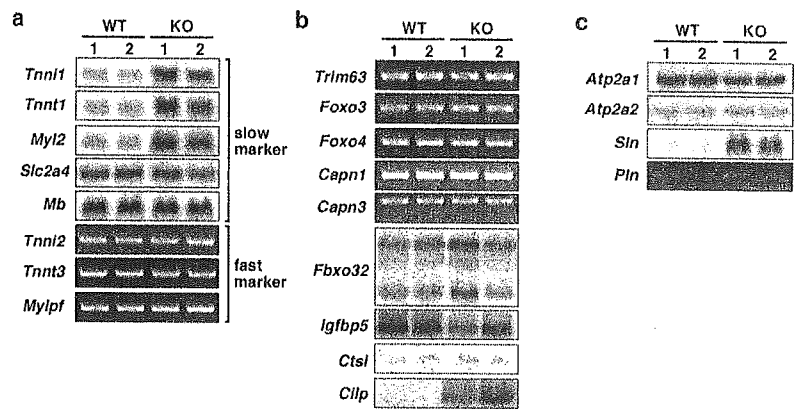 a
WT KO
1 2 1 2
Tnni1
Tnnt1
Myl2
Slc2a4
Mb
slow
marker
Tnni2
Tnnt3
Mylpf
fast
marker
b
WT KO
1 2 1 2
Trim63
Foxo3
Foxo4
Capn1
Capn3
Fbxo32
Igfbp5
Ctsl
Cilp
c
WT KO
1 2 1 2
Atp2a1
Atp2a2
Sln
Pln